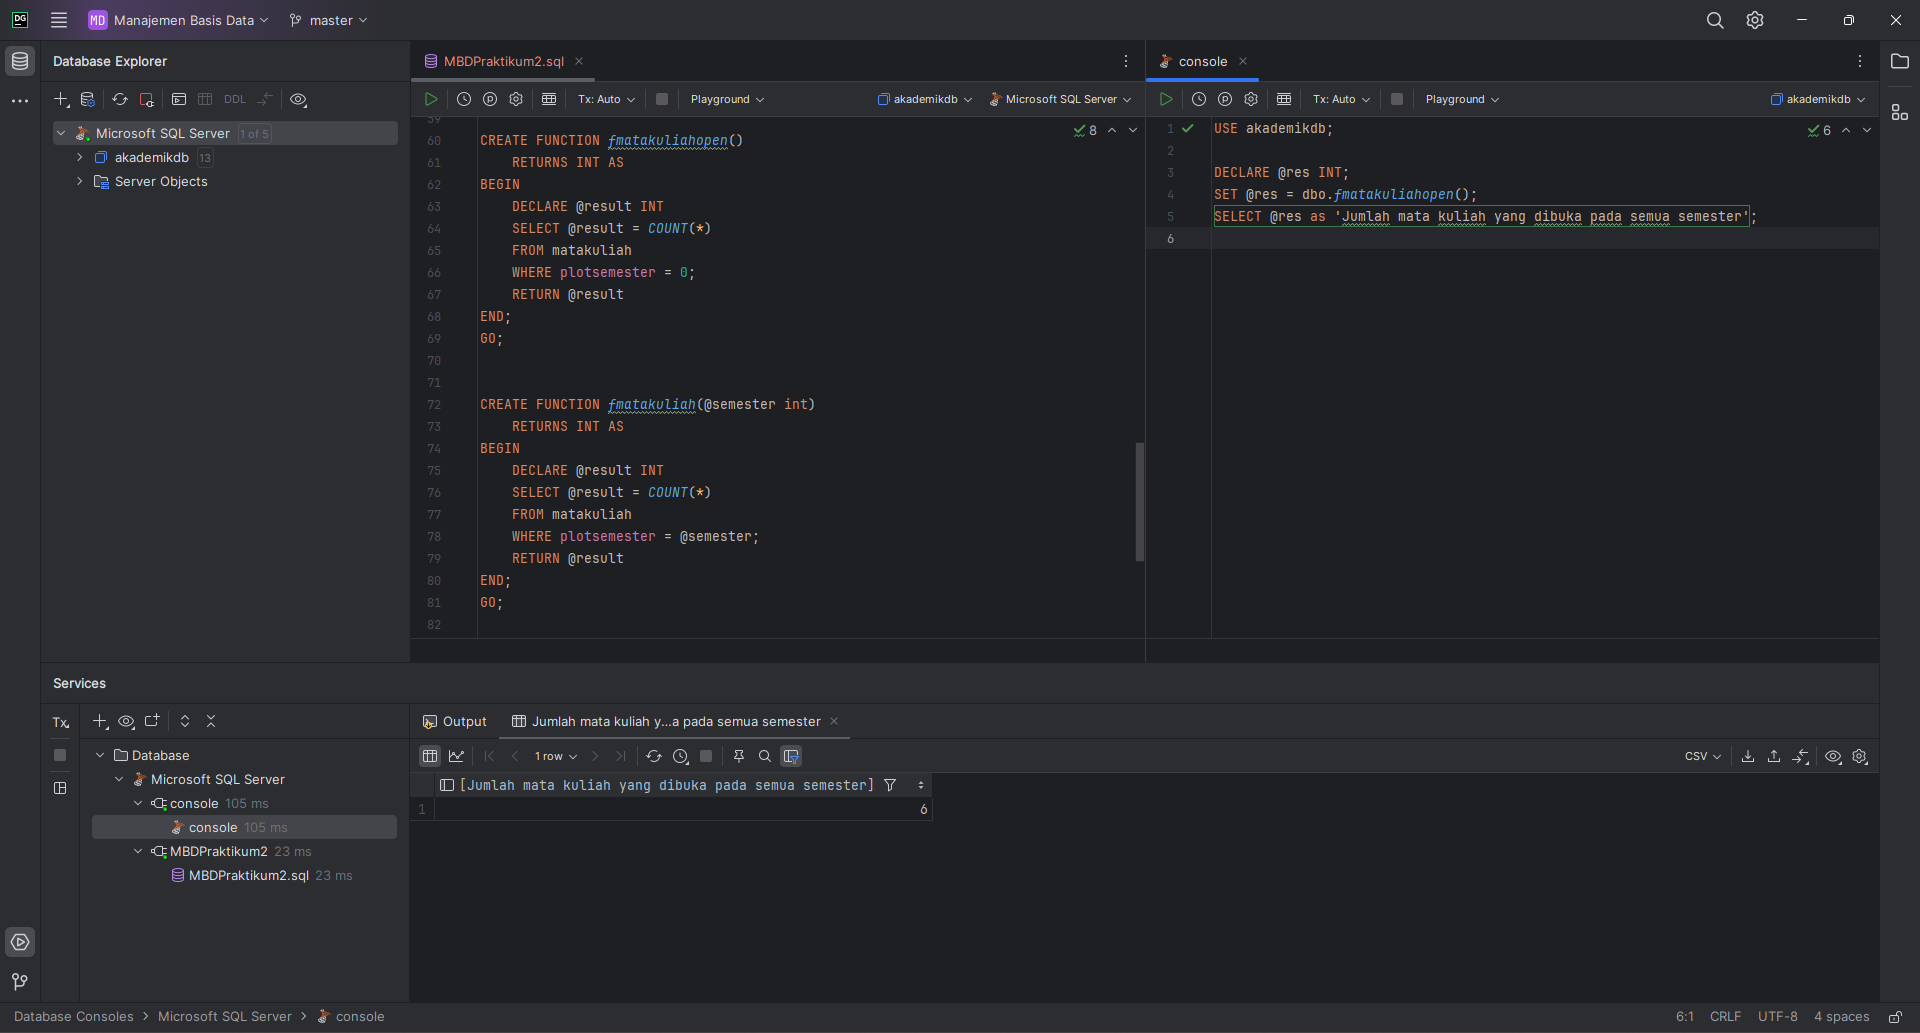 DG
MD Manajemen Basis Data
master
Database Explorer
DDL
Microsoft SQL Server 1 of 5
akademikdb 13
Server Objects
MBDPraktikum2.sql
Tx: Auto
Playground
akademikdb
Microsoft SQL Server
8
59
60 CREATE FUNCTION fmatakuliahopen()
61 RETURNS INT AS
62 BEGIN
63 DECLARE @result INT
64 SELECT @result = COUNT(*)
65 FROM matakuliah
66 WHERE plotsemester = 0;
67 RETURN @result
68 END;
69 GO;
70
71
72 CREATE FUNCTION fmatakuliah(@semester int)
73 RETURNS INT AS
74 BEGIN
75 DECLARE @result INT
76 SELECT @result = COUNT(*)
77 FROM matakuliah
78 WHERE plotsemester = @semester;
79 RETURN @result
80 END;
81 GO;
82
console
Tx: Auto
Playground
akademikdb
6
1 USE akademikdb;
2
3 DECLARE @res INT;
4 SET @res = dbo.fmatakuliahopen();
5 SELECT @res as 'Jumlah mata kuliah yang dibuka pada semua semester';
6
Services
Tx
Database
Microsoft SQL Server
console 105 ms
console 105 ms
MBDPraktikum2 23 ms
MBDPraktikum2.sql 23 ms
Output
Jumlah mata kuliah y...a pada semua semester
1 row
CSV
[Jumlah mata kuliah yang dibuka pada semua semester]
1 6
Database Consoles > Microsoft SQL Server > console
6:1 CRLF UTF-8 4 spaces